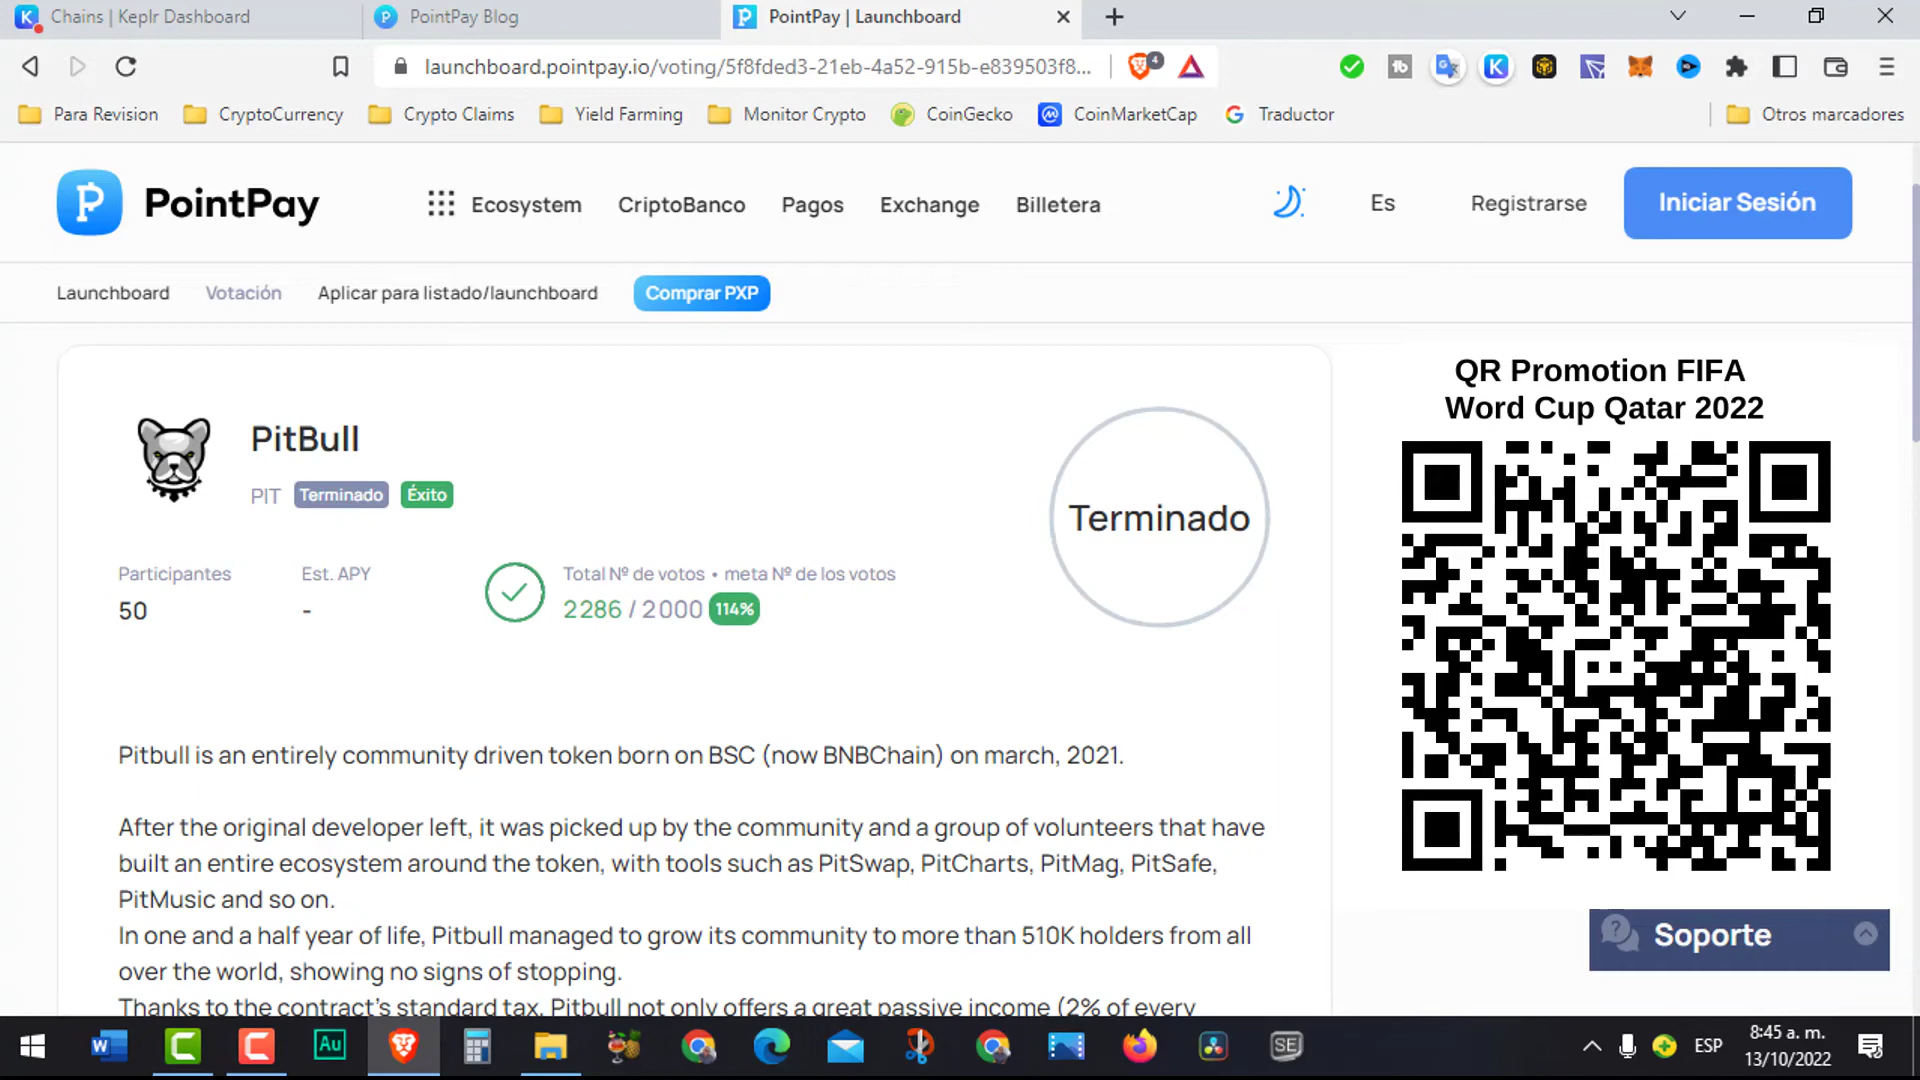 Chains | Keplr Dashboard
PointPay Blog
PointPay | Launchboard
launchboard.pointpay.io/voting/5f8fded3-21eb-4a52-915b-e839503f8...
4
Para Revision
CryptoCurrency
Crypto Claims
Yield Farming
Monitor Crypto
CoinGecko
CoinMarketCap
Traductor
Otros marcadores
PointPay
Ecosystem
CriptoBanco
Pagos
Exchange
Billetera
Es
Registrarse
Iniciar Sesión
Launchboard
Votación
Aplicar para listado/launchboard
Comprar PXP
QR Promotion FIFA
Word Cup Qatar 2022
PitBull
PIT Terminado Éxito
Terminado
Participantes
50
Est. APY
-
Total Nº de votos • meta Nº de los votos
2286 / 2000 114%
Pitbull is an entirely community driven token born on BSC (now BNBChain) on march, 2021.
After the original developer left, it was picked up by the community and a group of volunteers that have
built an entire ecosystem around the token, with tools such as PitSwap, PitCharts, PitMag, PitSafe,
PitMusic and so on.
In one and a half year of life, Pitbull managed to grow its community to more than 510K holders from all
over the world, showing no signs of stopping.
Thanks to the contract's standard tax, Pitbull not only offers a great passive income (2% of every
Soporte
Au
SE
ESP
8:45 a. m.
13/10/2022